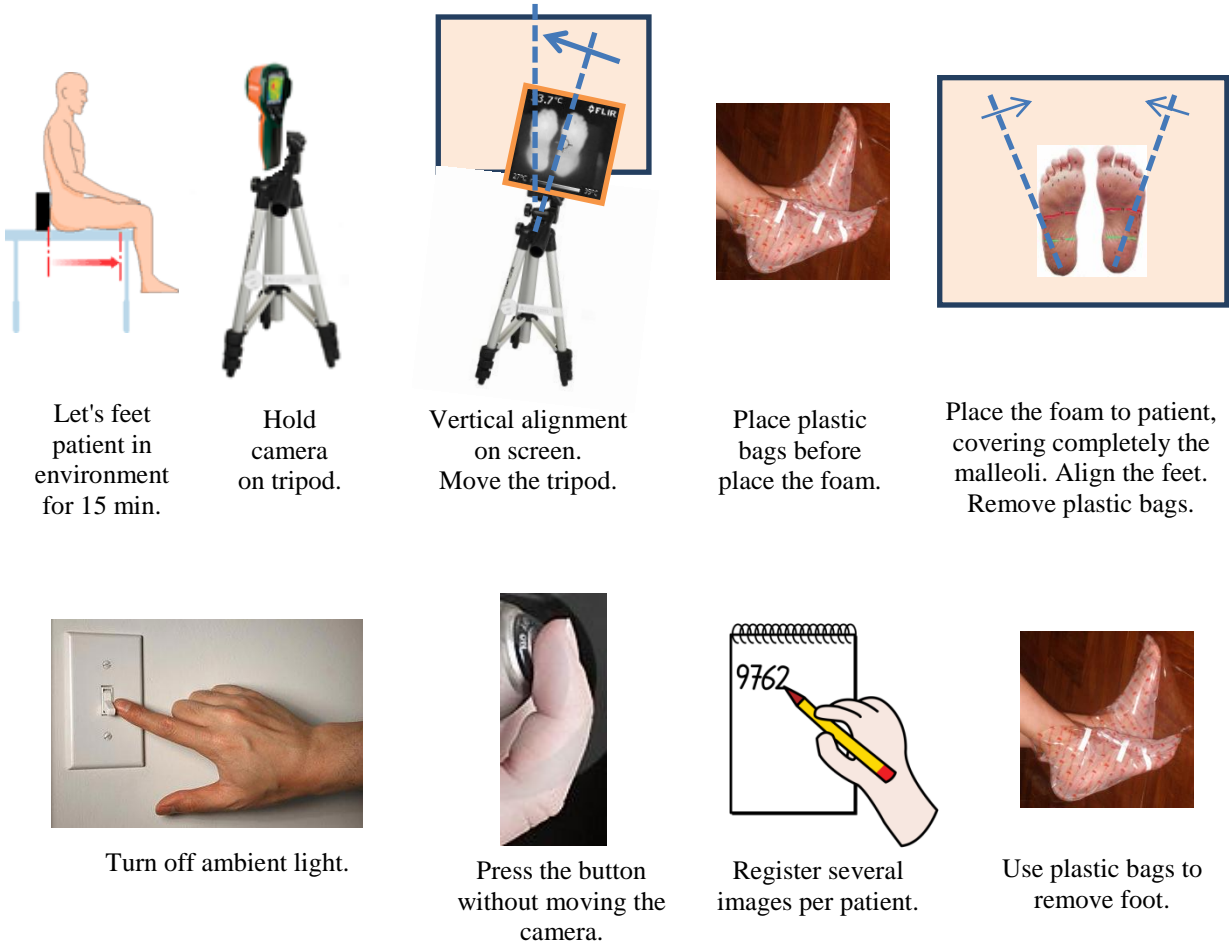 3.7°C
FLIR
27°C
35°C
Let's feet
patient in
environment
for 15 min.
Hold
camera
on tripod.
Vertical alignment
on screen.
Move the tripod.
Place plastic
bags before
place the foam.
Place the foam to patient,
covering completely the
malleoli. Align the feet.
Remove plastic bags.
9762
Turn off ambient light.
Press the button
without moving the
camera.
Register several
images per patient.
Use plastic bags to
remove foot.